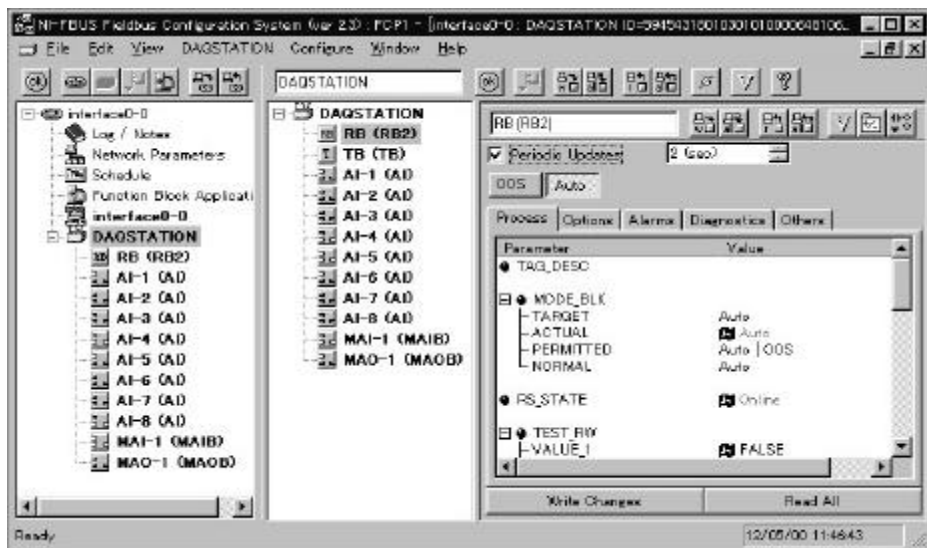 NI-FBUS Fieldbus Configuration System (ver 2.3) : FCP1 - [interface0-0 : DAQSTATION
File Edit View DAQSTATION Configure Window Help
DAQSTATION
interface0-0
Log / Notes
Network Parameters
Schedule
Function Block Applicati
interface0-0
DAQSTATION
RB (RB2)
AI-1 (AI)
AI-2 (AI)
AI-3 (AI)
AI-4 (AI)
AI-5 (AI)
AI-6 (AI)
AI-7 (AI)
AI-8 (AI)
MAI-1 (MAIB)
MAO-1 (MAOB)
DAQSTATION
RB (RB2)
TB (TB)
AI-1 (AI)
AI-2 (AI)
AI-3 (AI)
AI-4 (AI)
AI-5 (AI)
AI-6 (AI)
AI-7 (AI)
AI-8 (AI)
MAI-1 (MAIB)
MAO-1 (MAOB)
RB (RB2)
Periodic Updates 2 (sec)
OOS Auto
Process Options Alarms Diagnostics Others
Parameter Value
TAG_DESC
MODE_BLK
TARGET Auto
ACTUAL Auto
PERMITTED Auto | OOS
NORMAL Auto
RS_STATE Online
TEST_RW
VALUE_1 FALSE
Write Changes Read All
Ready 12/05/00 11:46:43